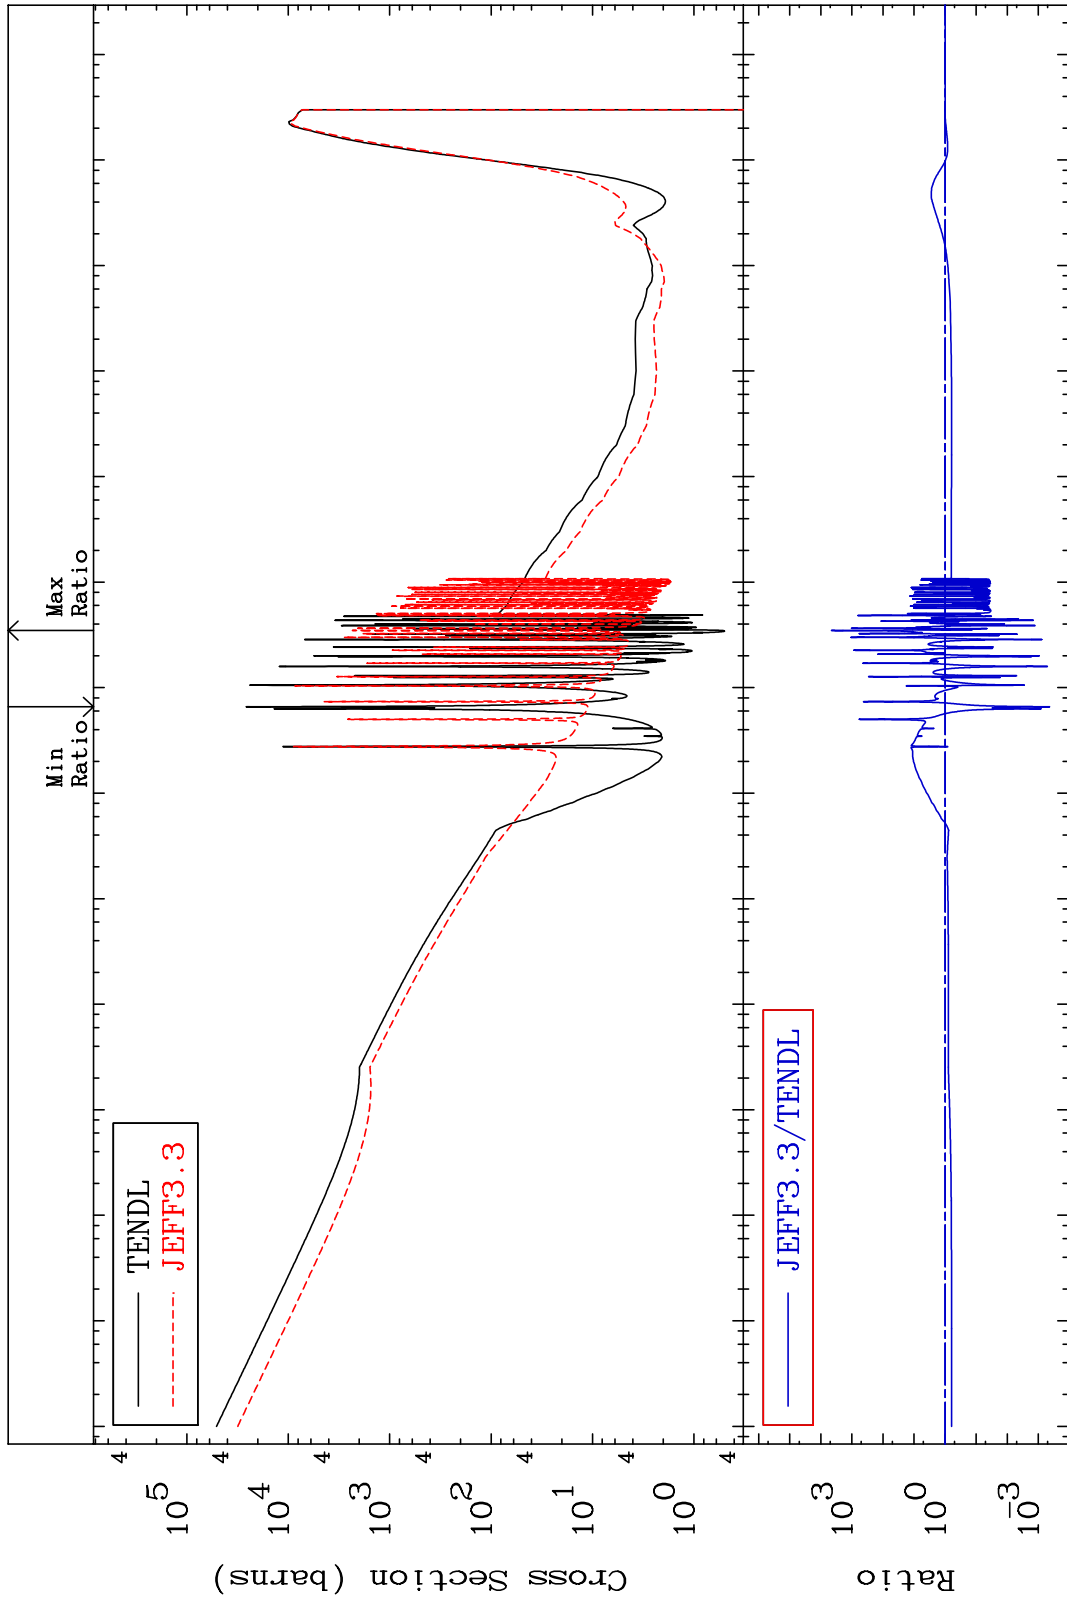 Min
Ratio
Max
Ratio
TENDL
JEFF3.3
Cross Section (barns)
4
10^5
4
10^4
4
10^3
4
10^2
4
10^1
4
10^0
4
JEFF3.3/TENDL
Ratio
10^3
10^0
10^-3